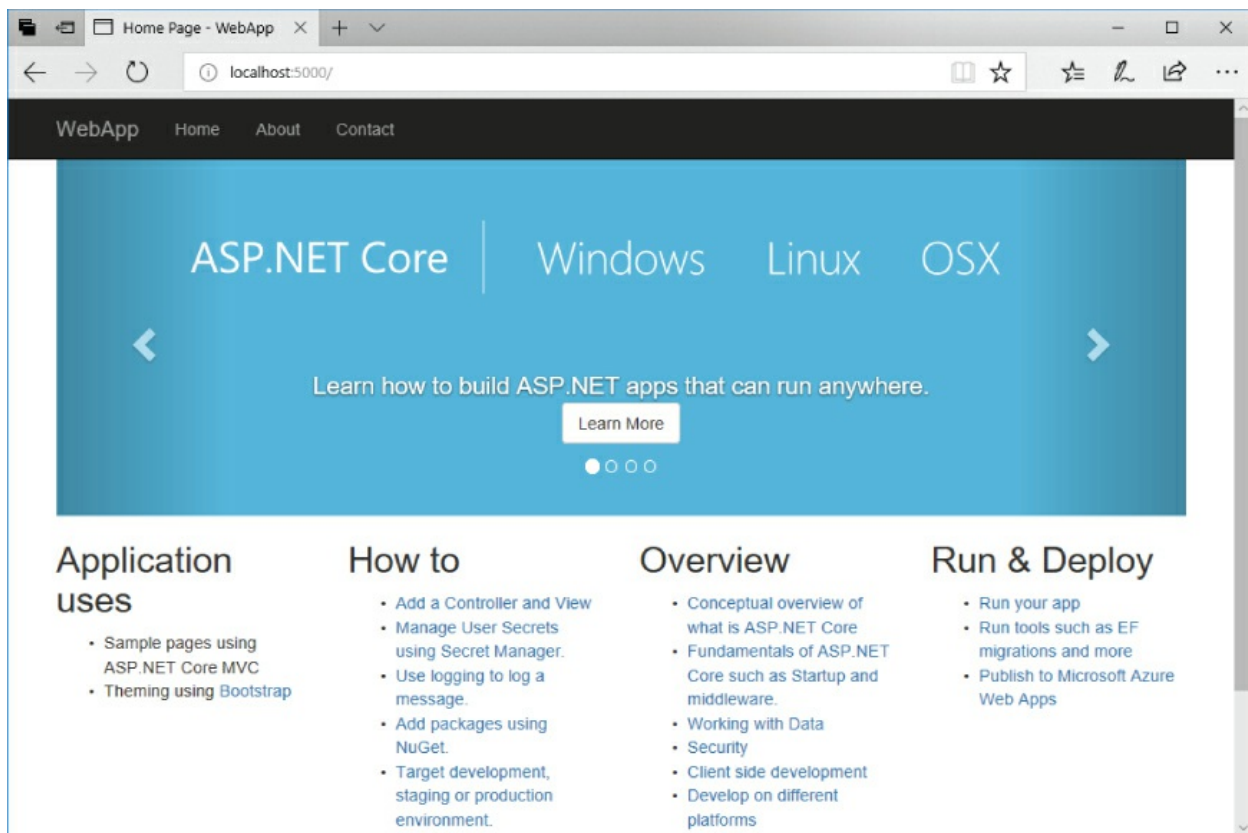 Home Page - WebApp
localhost:5000/
WebApp Home About Contact
ASP.NET Core Windows Linux OSX
Learn how to build ASP.NET apps that can run anywhere.
Learn More
Application
uses
• Sample pages using
ASP.NET Core MVC
• Theming using Bootstrap
How to
• Add a Controller and View
• Manage User Secrets
using Secret Manager.
• Use logging to log a
message.
• Add packages using
NuGet.
• Target development,
staging or production
environment.
Overview
• Conceptual overview of
what is ASP.NET Core
• Fundamentals of ASP.NET
Core such as Startup and
middleware.
• Working with Data
• Security
• Client side development
• Develop on different
platforms
Run & Deploy
• Run your app
• Run tools such as EF
migrations and more
• Publish to Microsoft Azure
Web Apps